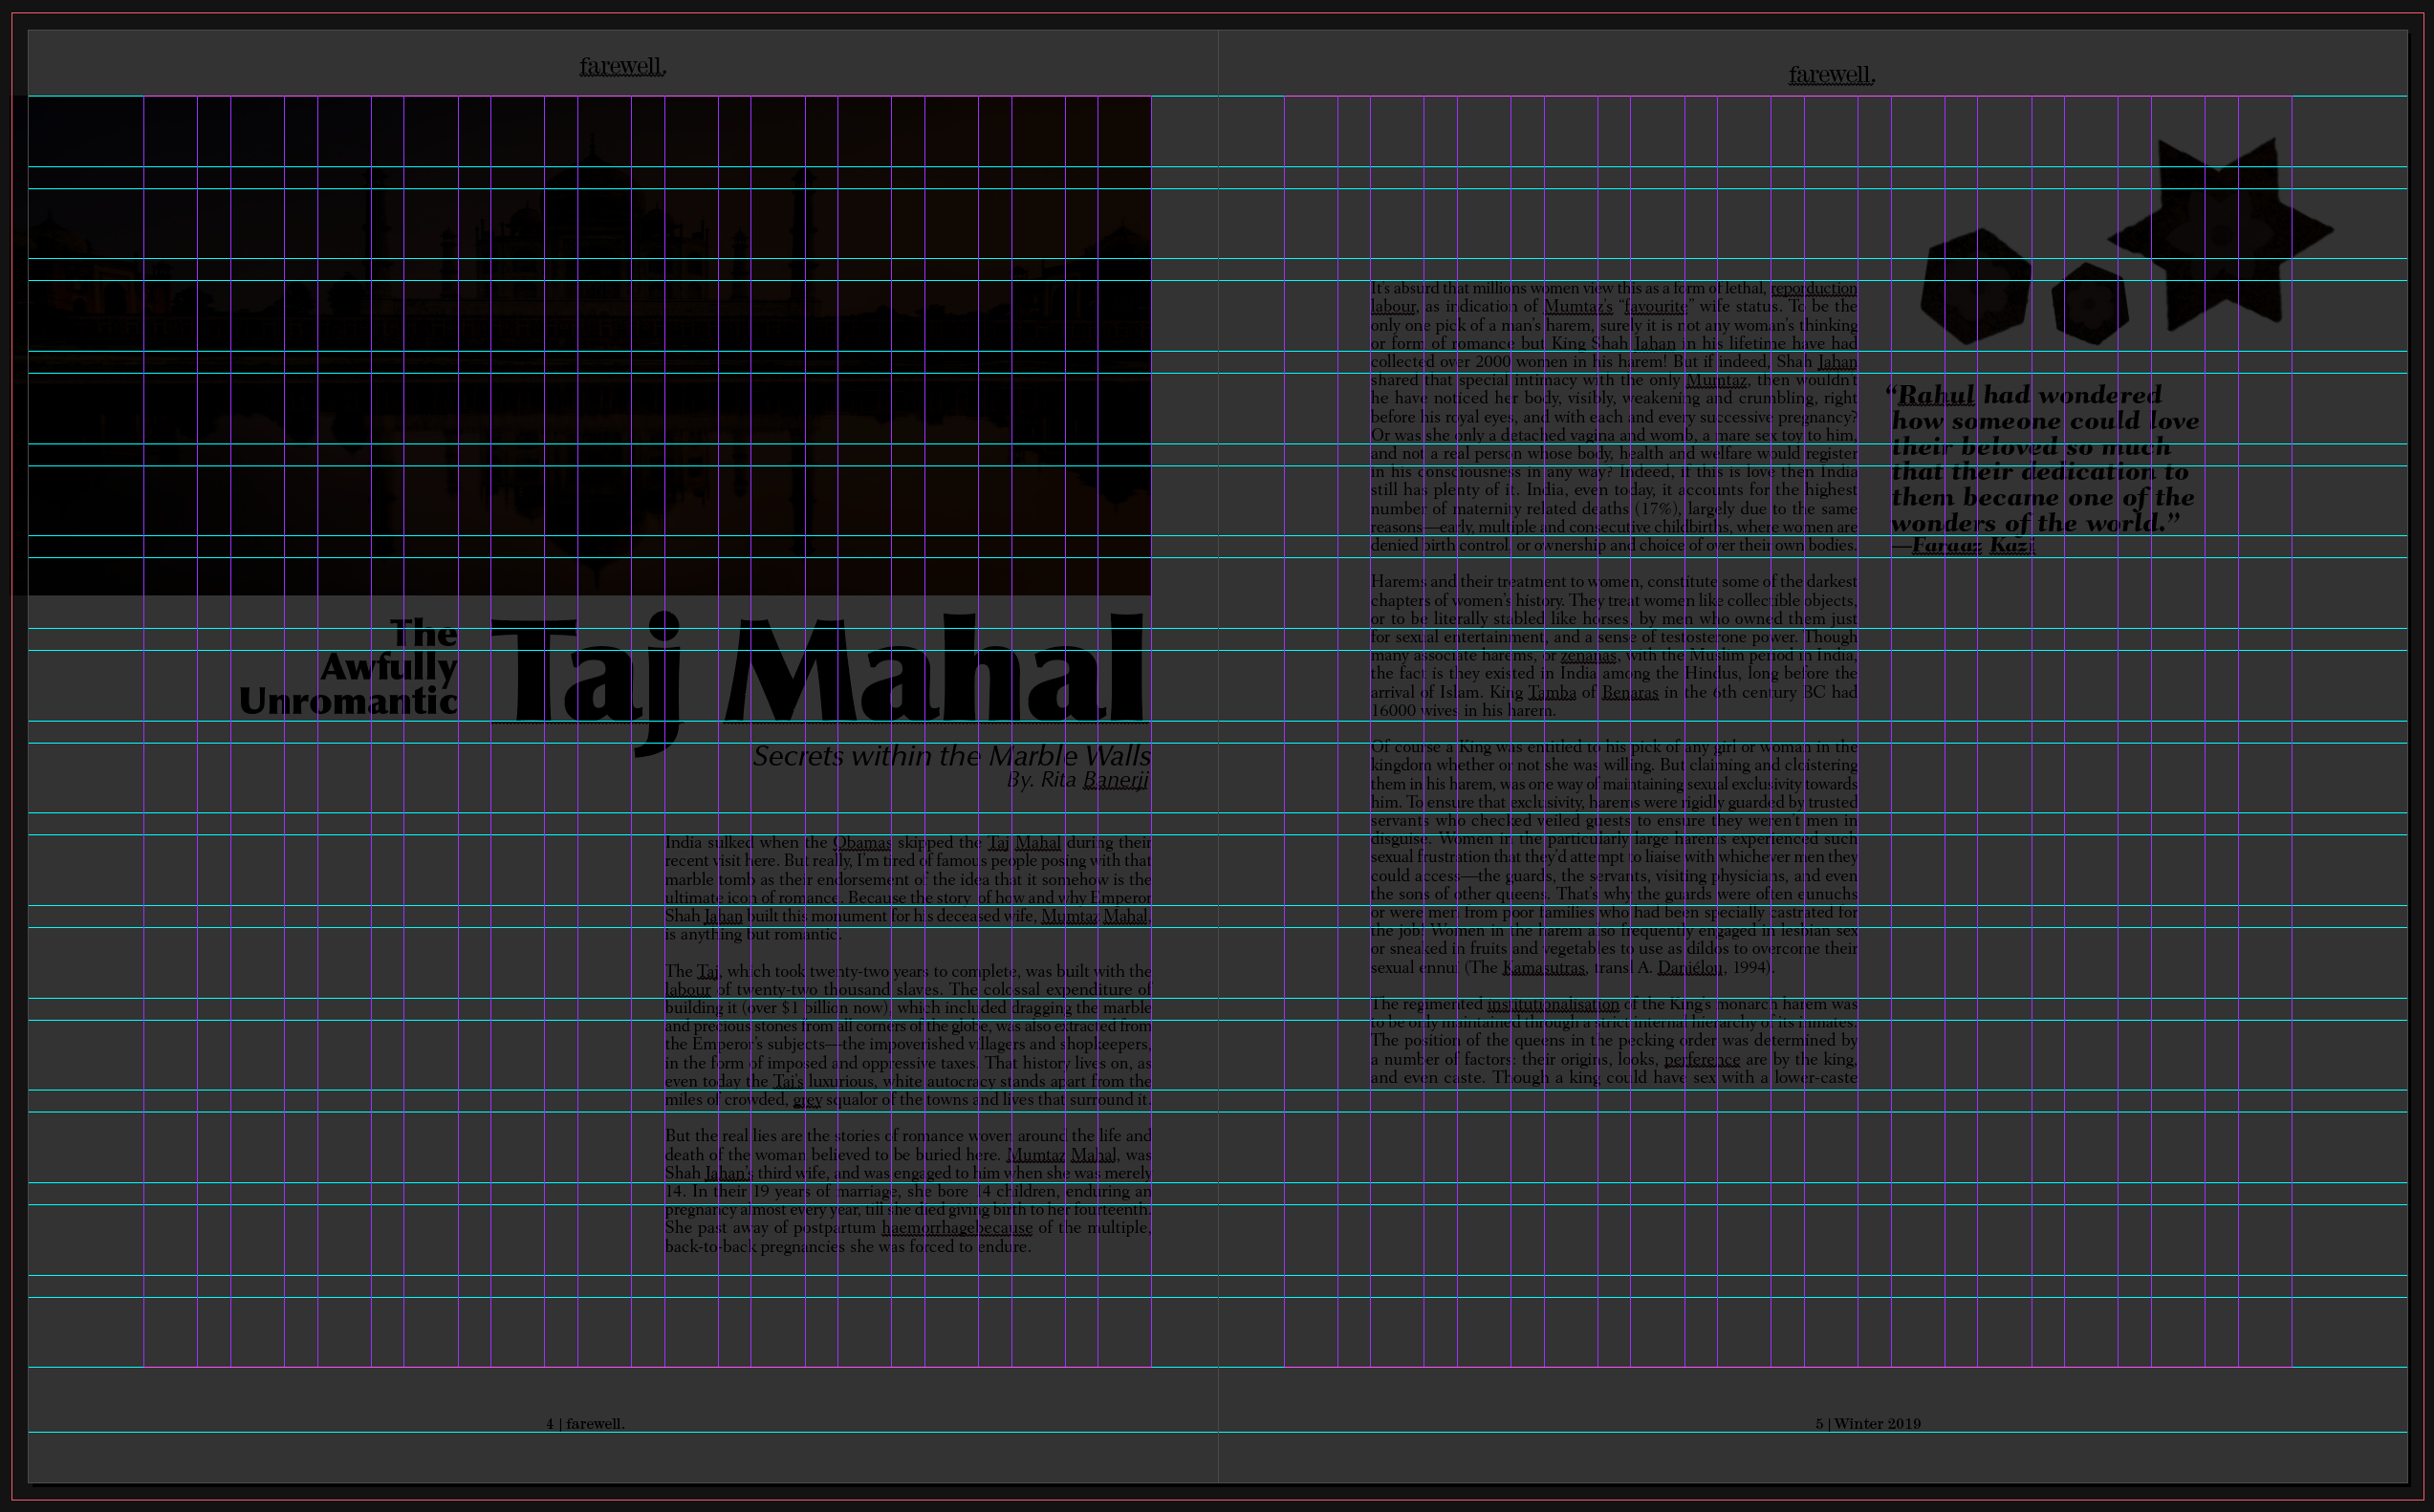 farewell.
The
Awfully
Unromantic
Taj Mahal
Secrets within the Marble Walls
By. Rita Banerji
India sulked when the Obamas skipped the Taj Mahal during their
recent visit here. But really, I'm tired of famous people posing with that
marble tomb as their endorsement of the idea that it somehow is the
ultimate icon of romance. Because the story of how and why Emperor
Shah Jahan built this monument for his deceased wife, Mumtaz Mahal,
is anything but romantic.
The Taj, which took twenty-two years to complete, was built with the
labour of twenty-two thousand slaves. The colossal expenditure of
building it (over $1 billion now), which included dragging the marble
and precious stones from all corners of the globe, was also extracted from
the Emperor's subjects—the impoverished villagers and shopkeepers,
in the form of imposed and oppressive taxes. That history lives on, as
even today the Taj's luxurious, white autocracy stands apart from the
miles of crowded, grey squalor of the towns and lives that surround it.
But the real lies are the stories of romance woven around the life and
death of the woman believed to be buried here. Mumtaz Mahal, was
Shah Jahan's third wife, and was engaged to him when she was merely
14. In their 19 years of marriage, she bore 14 children, enduring an
pregnancy almost every year, till she died giving birth to her fourteenth.
She past away of postpartum haemorrhagebecause of the multiple,
back-to-back pregnancies she was forced to endure.
4 | farewell.
farewell.
It's absurd that millions women view this as a form of lethal, reporduction
labour, as indication of Mumtaz's “favourite” wife status. To be the
only one pick of a man's harem, surely it is not any woman's thinking
or form of romance but King Shah Jahan in his lifetime have had
collected over 2000 women in his harem! But if indeed, Shah Jahan
shared that special intimacy with the only Mumtaz, then wouldn't
he have noticed her body, visibly, weakening and crumbling, right
before his royal eyes, and with each and every successive pregnancy?
Or was she only a detached vagina and womb, a mare sex toy to him,
and not a real person whose body, health and welfare would register
in his consciousness in any way? Indeed, if this is love then India
still has plenty of it. India, even today, it accounts for the highest
number of maternity related deaths (17%), largely due to the same
reasons—early, multiple and consecutive childbirths, where women are
denied birth control, or ownership and choice of over their own bodies.
Harems and their treatment to women, constitute some of the darkest
chapters of women's history. They treat women like collectible objects,
or to be literally stabled like horses, by men who owned them just
for sexual entertainment, and a sense of testosterone power. Though
many associate harems, or zenanas, with the Muslim period in India,
the fact is they existed in India among the Hindus, long before the
arrival of Islam. King Tamba of Benaras in the 6th century BC had
16000 wives in his harem.
Of course a King was entitled to his pick of any girl or woman in the
kingdom whether or not she was willing. But claiming and cloistering
them in his harem, was one way of maintaining sexual exclusivity towards
him. To ensure that exclusivity, harems were rigidly guarded by trusted
servants who checked veiled guests to ensure they weren't men in
disguise. Women in the particularly large harems experienced such
sexual frustration that they'd attempt to liaise with whichever men they
could access—the guards, the servants, visiting physicians, and even
the sons of other queens. That's why the guards were often eunuchs
or were men from poor families who had been specially castrated for
the job! Women in the harem also frequently engaged in lesbian sex
or sneaked in fruits and vegetables to use as dildos to overcome their
sexual ennui (The Kamasutras, transl A. Daniélou, 1994).
The regimented institutionalisation of the King's monarch harem was
to be only maintained through a strict internal hierarchy of its inmates.
The position of the queens in the pecking order was determined by
a number of factors: their origins, looks, perference are by the king,
and even caste. Though a king could have sex with a lower-caste
“Rahul had wondered
how someone could love
their beloved so much
that their dedication to
them became one of the
wonders of the world.”
—Faraaz Kazi
5 | Winter 2019